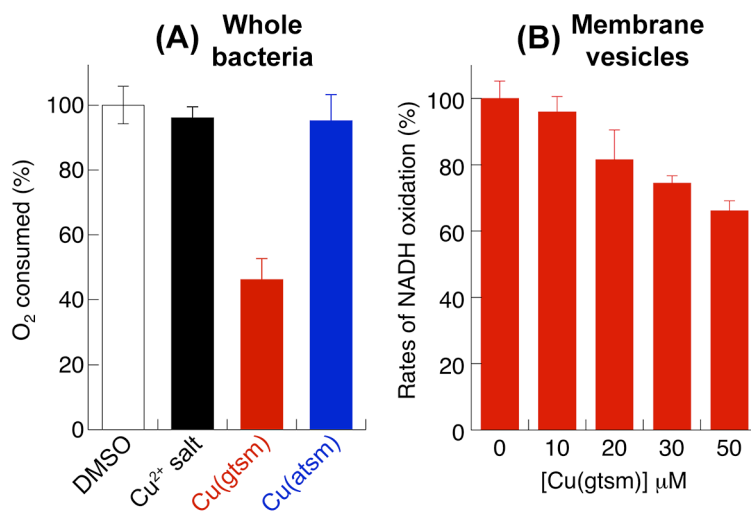 (A) Whole
bacteria
O₂ consumed (%)
100
80
60
40
20
0
DMSO
Cu²⁺ salt
Cu(gtsm)
Cu(atsm)
(B) Membrane
vesicles
Rates of NADH oxidation (%)
100
80
60
40
20
0
0 10 20 30 50
[Cu(gtsm)] μM